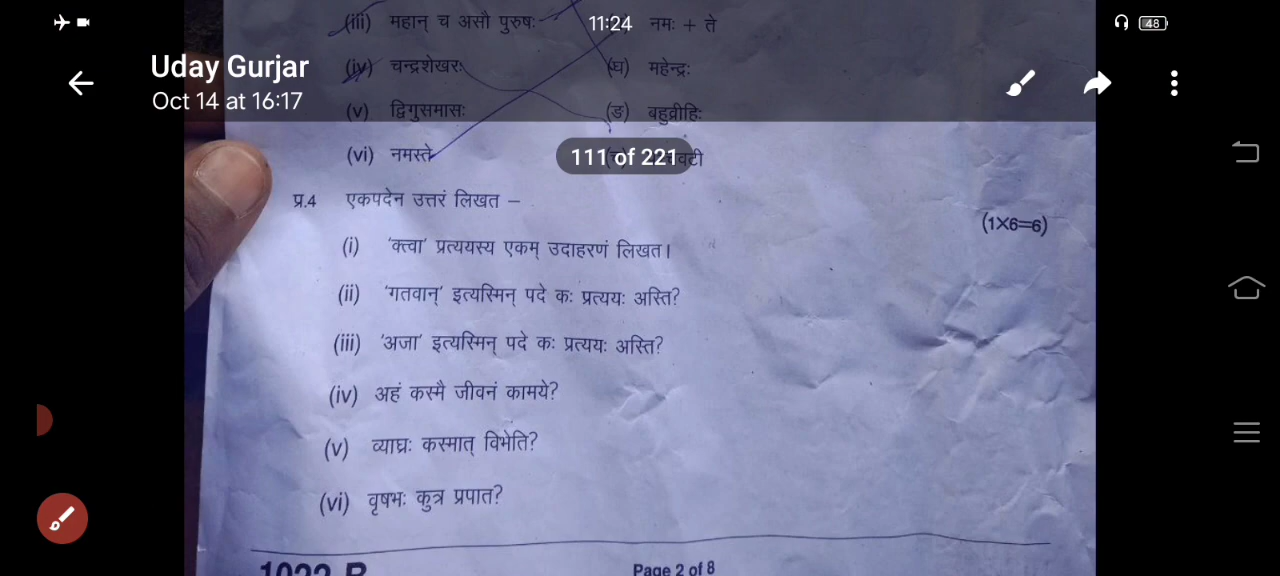 11:24
48
Uday Gurjar
Oct 14 at 16:17
111 of 221
(iii) महान् च असौ पुरुषः
नमः + ते
(iv) चन्द्रशेखरः
(घ) महेन्द्रः
(v) द्विगुसमासः
(ङ) बहुव्रीहिः
(vi) नमस्ते
प्र.4 एकपदेन उत्तरं लिखत –
(1×6=6)
(i) 'क्त्वा' प्रत्ययस्य एकम् उदाहरणं लिखत।
(ii) 'गतवान्' इत्यस्मिन् पदे कः प्रत्ययः अस्ति?
(iii) 'अजा' इत्यस्मिन् पदे कः प्रत्ययः अस्ति?
(iv) अहं कस्मै जीवनं कामये?
(v) व्याघ्रः कस्मात् विभेति?
(vi) वृषभः कुत्र प्रपात?
Page 2 of 8